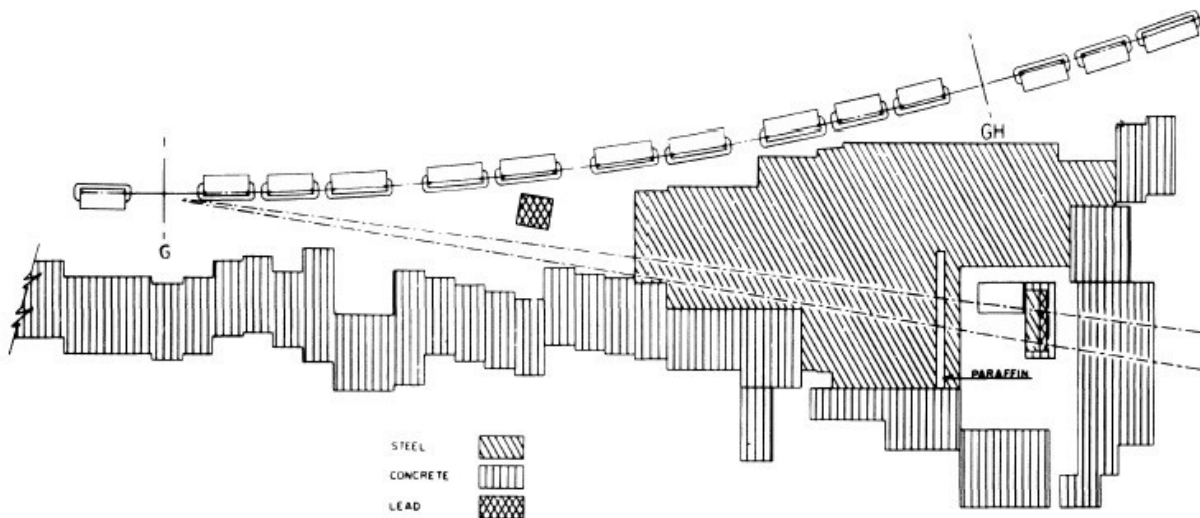 GH
G
PARAFFIN
STEEL
CONCRETE
LEAD